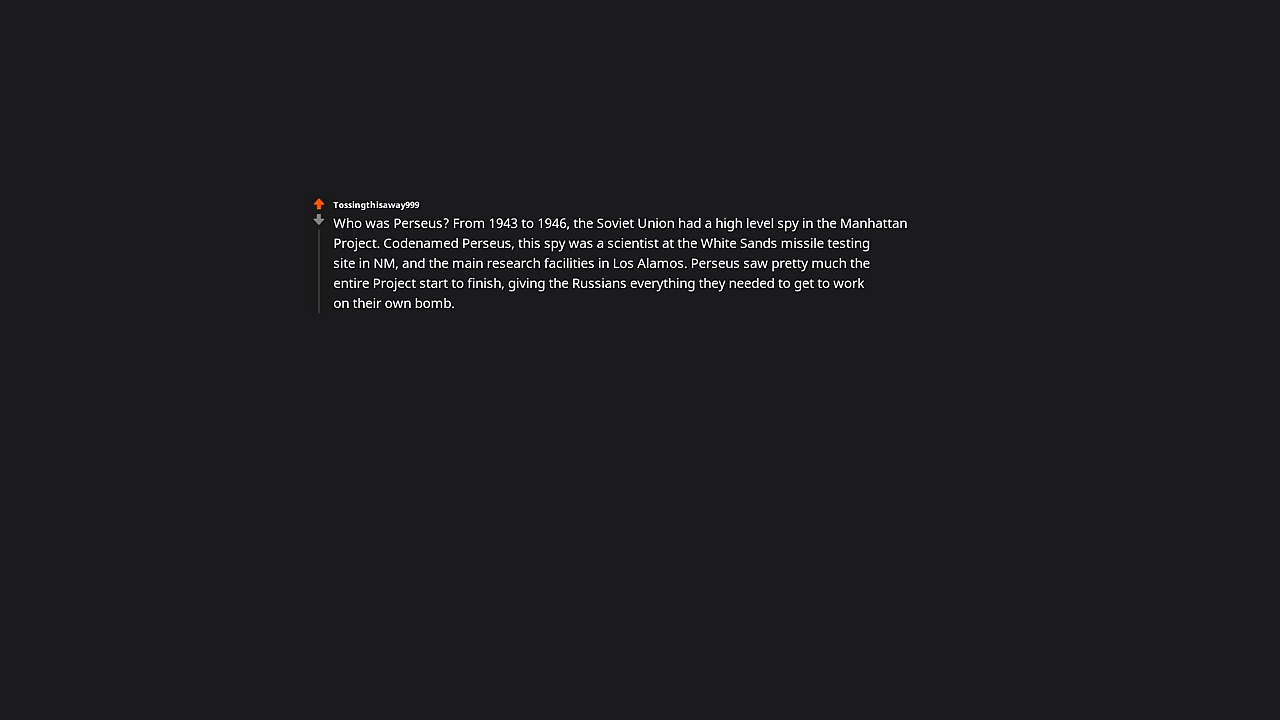 Tossingthisaway999
Who was Perseus? From 1943 to 1946, the Soviet Union had a high level spy in the Manhattan
Project. Codenamed Perseus, this spy was a scientist at the White Sands missile testing
site in NM, and the main research facilities in Los Alamos. Perseus saw pretty much the
entire Project start to finish, giving the Russians everything they needed to get to work
on their own bomb.